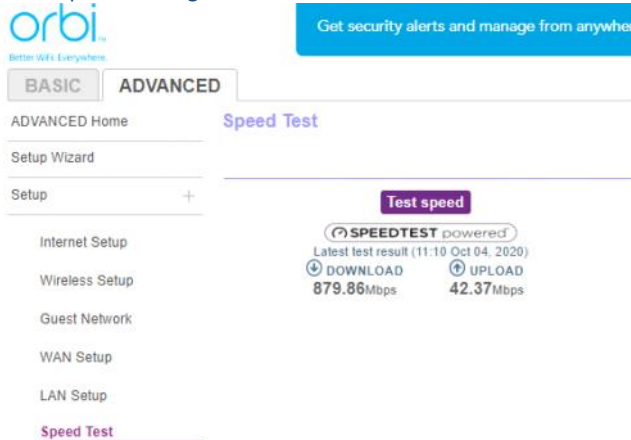 orbi
Better WiFi. Everywhere.
Get security alerts and manage from anywher
BASIC
ADVANCED
ADVANCED Home
Speed Test
Setup Wizard
Setup +
Test speed
SPEEDTEST powered
Internet Setup
Latest test result (11:10 Oct 04, 2020)
DOWNLOAD UPLOAD
Wireless Setup
879.86Mbps 42.37Mbps
Guest Network
WAN Setup
LAN Setup
Speed Test